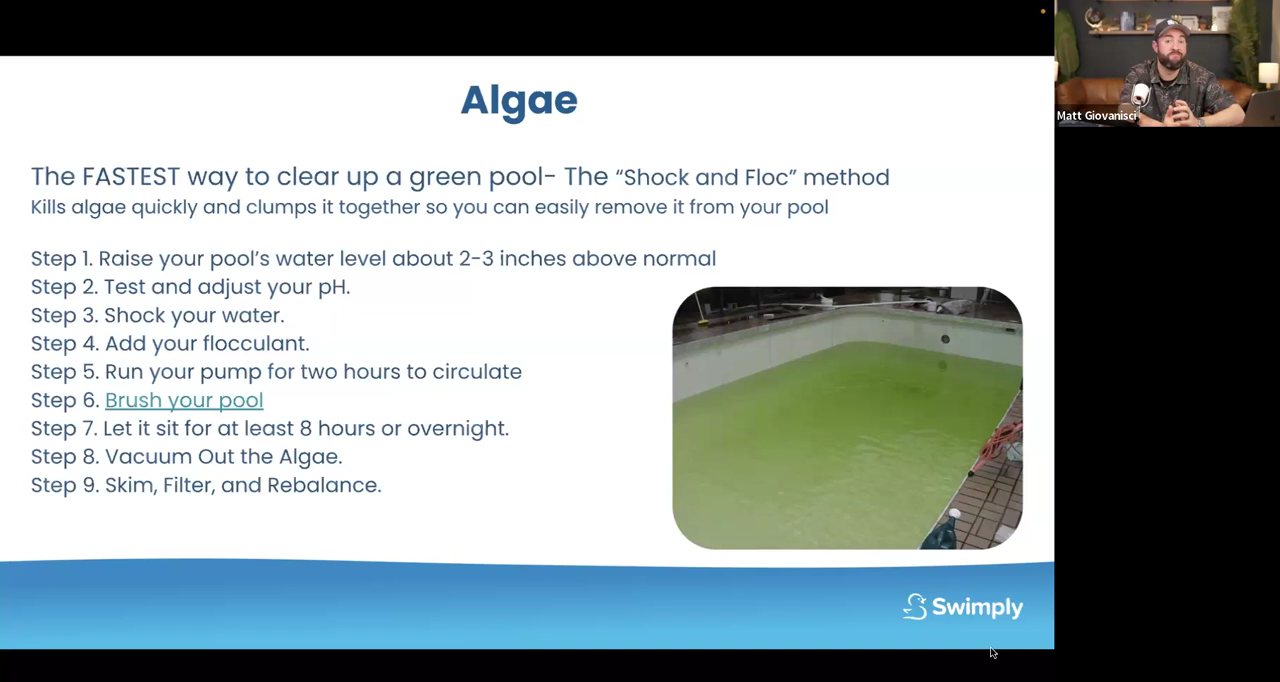 Algae
The FASTEST way to clear up a green pool- The “Shock and Floc” method
Kills algae quickly and clumps it together so you can easily remove it from your pool
Step 1. Raise your pool’s water level about 2-3 inches above normal
Step 2. Test and adjust your pH.
Step 3. Shock your water.
Step 4. Add your flocculant.
Step 5. Run your pump for two hours to circulate
Step 6. Brush your pool
Step 7. Let it sit for at least 8 hours or overnight.
Step 8. Vacuum Out the Algae.
Step 9. Skim, Filter, and Rebalance.
Swimply
Matt Giovanisci